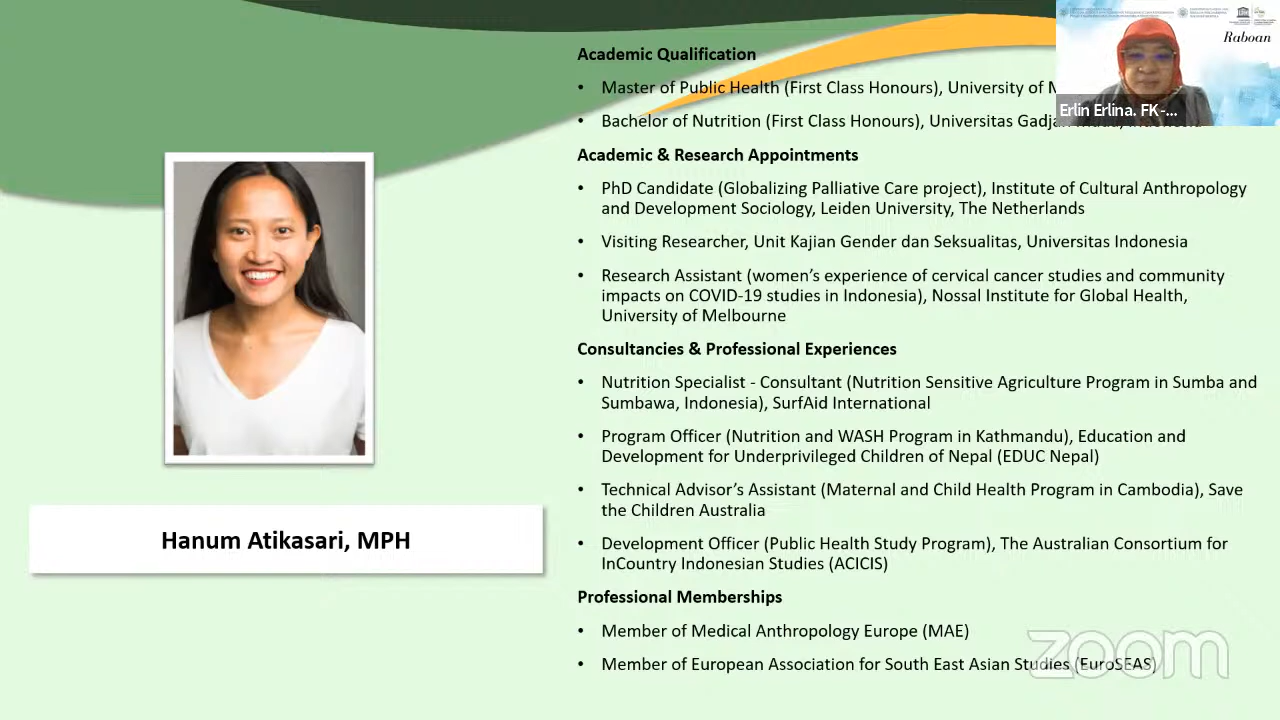 Academic Qualification
• Master of Public Health (First Class Honours), University of M
• Bachelor of Nutrition (First Class Honours), Universitas
Academic & Research Appointments
• PhD Candidate (Globalizing Palliative Care project), Institute of Cultural Anthropology
and Development Sociology, Leiden University, The Netherlands
• Visiting Researcher, Unit Kajian Gender dan Seksualitas, Universitas Indonesia
• Research Assistant (women's experience of cervical cancer studies and community
impacts on COVID-19 studies in Indonesia), Nossal Institute for Global Health,
University of Melbourne
Consultancies & Professional Experiences
• Nutrition Specialist - Consultant (Nutrition Sensitive Agriculture Program in Sumba and
Sumbawa, Indonesia), SurfAid International
• Program Officer (Nutrition and WASH Program in Kathmandu), Education and
Development for Underprivileged Children of Nepal (EDUC Nepal)
• Technical Advisor's Assistant (Maternal and Child Health Program in Cambodia), Save
the Children Australia
• Development Officer (Public Health Study Program), The Australian Consortium for
InCountry Indonesian Studies (ACICIS)
Professional Memberships
• Member of Medical Anthropology Europe (MAE)
• Member of European Association for South East Asian Studies (EuroSEAS)
Hanum Atikasari, MPH
Raboan
Erlin Erlina. FK-...
zoom